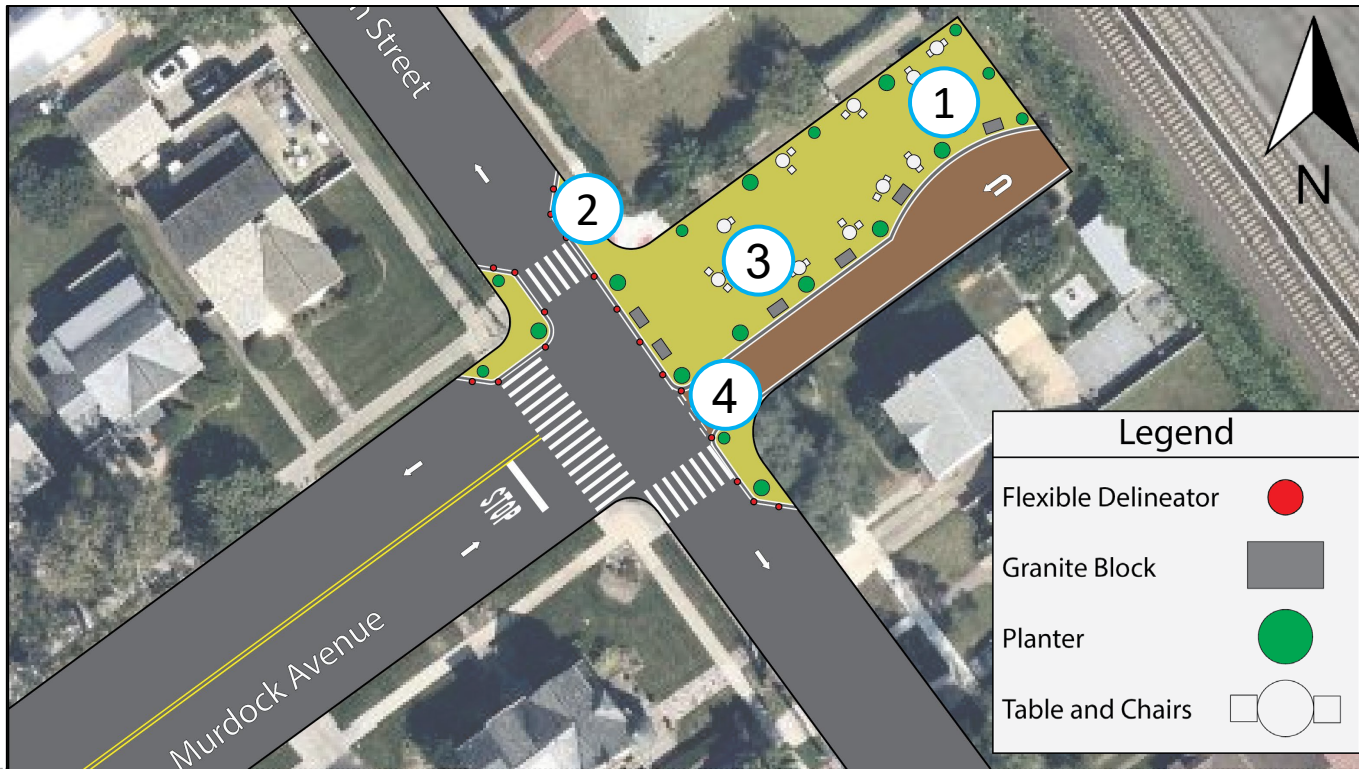 Street
1
2
3
4
N
STOP
Murdock Avenue
Legend
Flexible Delineator
Granite Block
Planter
Table and Chairs